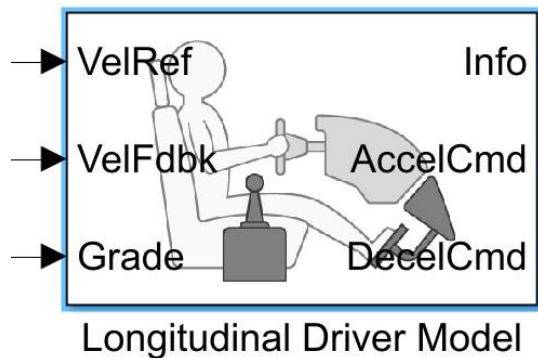 VelRef
Info
VelFdbk
AccelCmd
Grade
DecelCmd
Longitudinal Driver Model